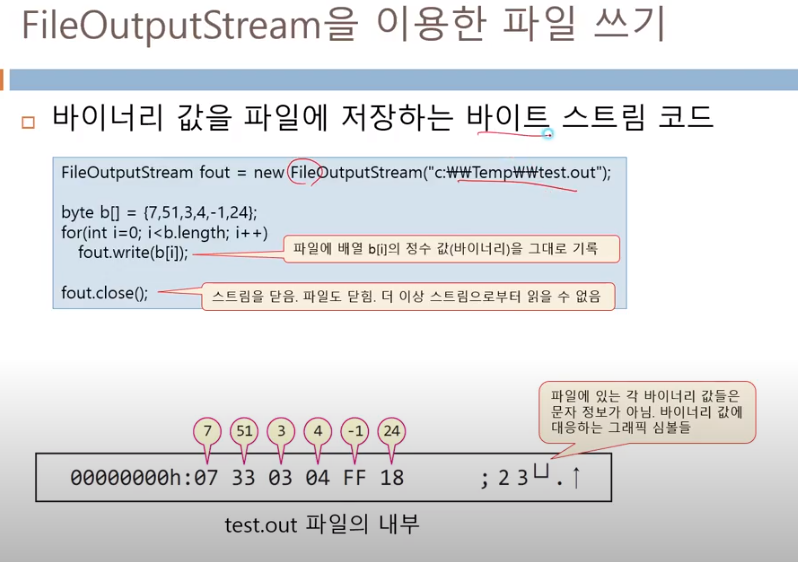 FileOutputStream을 이용한 파일 쓰기
바이너리 값을 파일에 저장하는 바이트 스트림 코드
FileOutputStream fout = new FileOutputStream("c:₩₩Temp₩₩test.out");
byte b[] = {7,51,3,4,-1,24};
for(int i=0; i<b.length; i++)
fout.write(b[i]);
파일에 배열 b[i]의 정수 값(바이너리)을 그대로 기록
fout.close();
스트림을 닫음. 파일도 닫힘. 더 이상 스트림으로부터 읽을 수 없음
파일에 있는 각 바이너리 값들은
문자 정보가 아님. 바이너리 값에
대응하는 그래픽 심볼들
7 51 3 4 -1 24
00000000h:07 33 03 04 FF 18 ; 2 3└┘.↑
test.out 파일의 내부